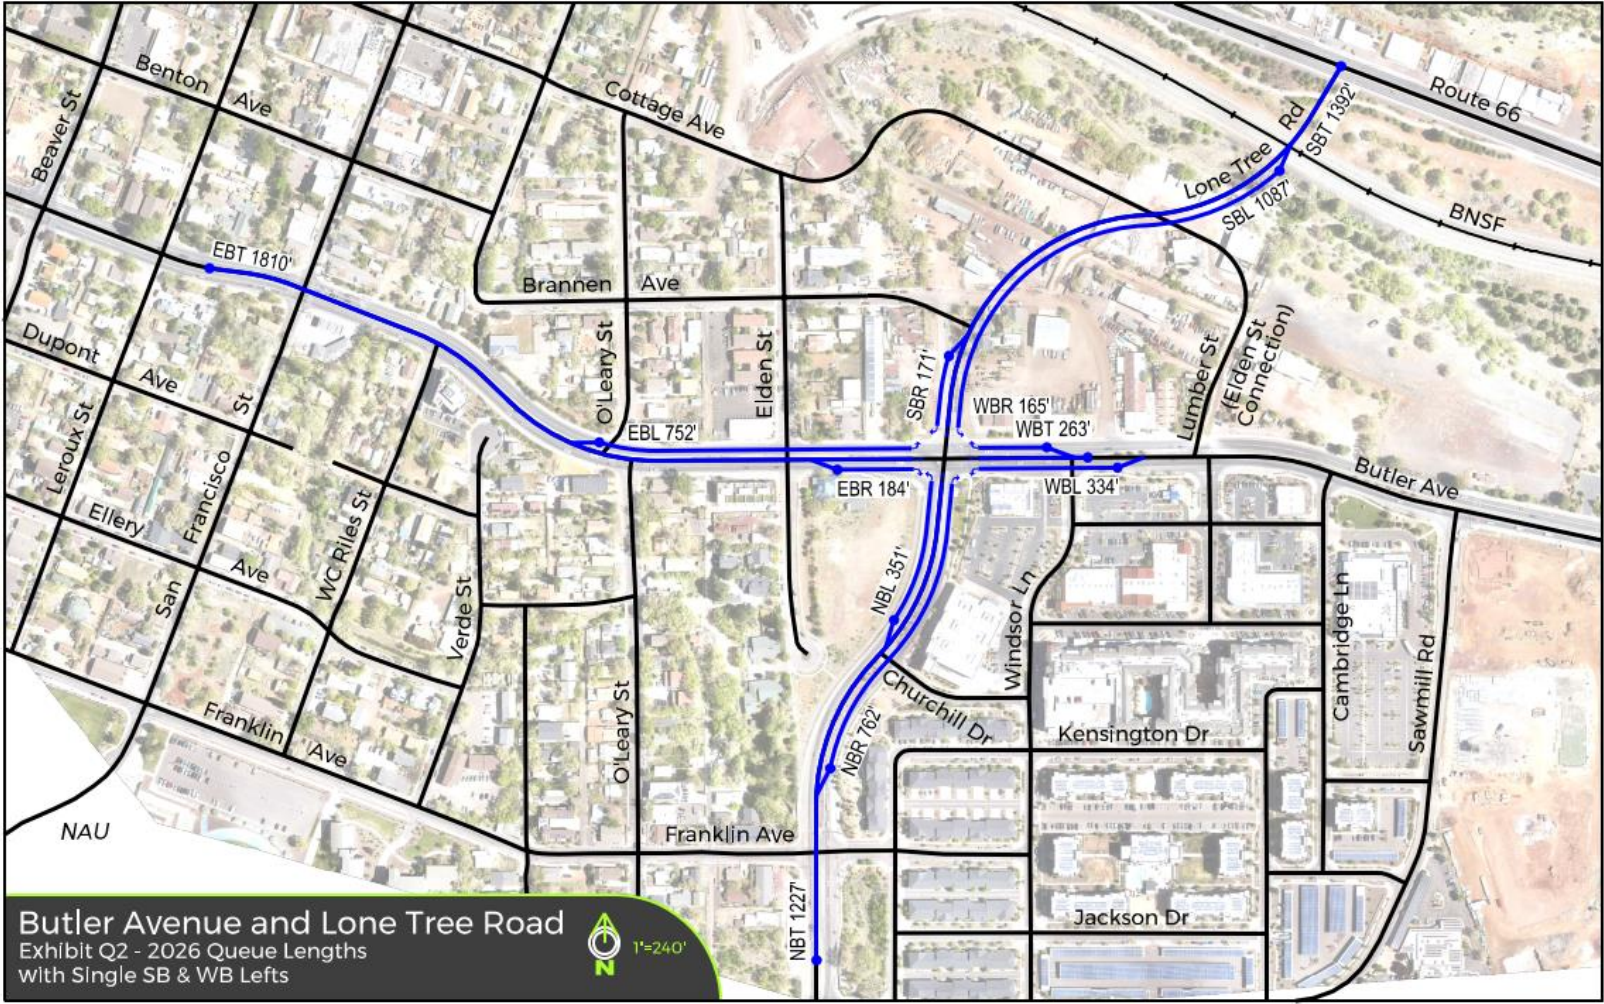 Benton Ave
Cottage Ave
Route 66
Beaver St
Lone Tree Rd
SBT 1392'
SBL 1087'
BNSF
EBT 1810'
Brannen Ave
Dupont Ave
O'Leary St
Elden St
SBR 171'
Lumber St
(Elden St
Connection)
WBR 165'
WBT 263'
EBL 752'
EBR 184'
WBL 334'
Butler Ave
Leroux St
San Francisco St
WC Riles St
Ellery Ave
Verde St
NBL 351'
Windsor Ln
Cambridge Ln
Sawmill Rd
Churchill Dr
NBR 762'
Kensington Dr
O'Leary St
Franklin Ave
NAU
Franklin Ave
NBT 1227'
Jackson Dr
Butler Avenue and Lone Tree Road
Exhibit Q2 - 2026 Queue Lengths
with Single SB & WB Lefts
N
1"=240'